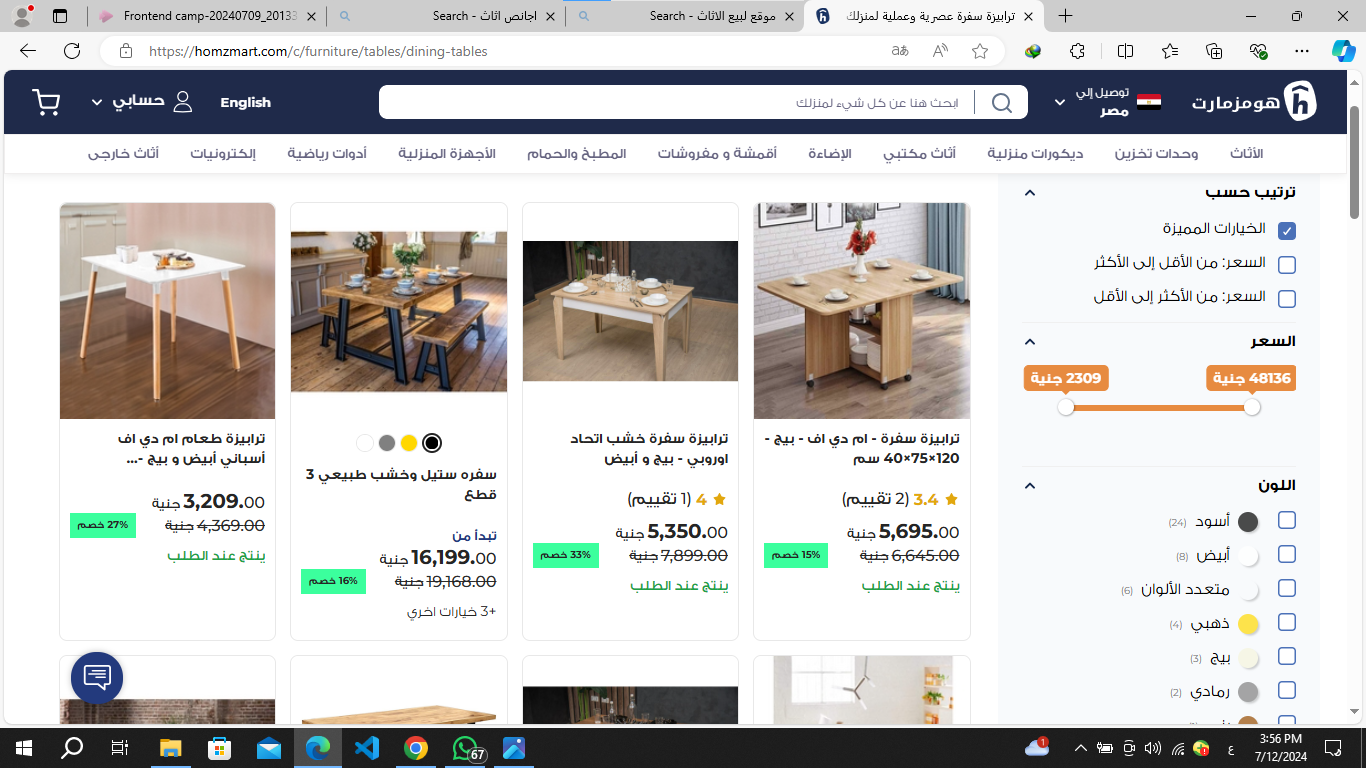 Frontend camp-20240709_20133
اجانص اثاث - Search
موقع لبيع الاثاث - Search
ترابيزة سفرة عصرية وعملية لمنزلك
https://homzmart.com/c/furniture/tables/dining-tables
هومزمارت
توصيل إلي
مصر
ابحث هنا عن كل شيء لمنزلك
English
حسابي
الأثاث
وحدات تخزين
ديكورات منزلية
أثاث مكتبي
الإضاءة
أقمشة و مفروشات
المطبخ والحمام
الأجهزة المنزلية
أدوات رياضية
إلكترونيات
أثاث خارجى
ترتيب حسب
الخيارات المميزة
السعر: من الأقل إلى الأكثر
السعر: من الأكثر إلى الأقل
السعر
48136 جنية
2309 جنية
اللون
أسود (24)
أبيض (8)
متعدد الألوان (6)
ذهبي (4)
بيج (3)
رمادي (2)
ترابيزة سفرة - ام دي اف - بيج -
120×75×40 سم
3.4 (2 تقييم)
5,695.00 جنية
6,645.00 جنية
15% خصم
ينتج عند الطلب
ترابيزة سفرة خشب اتحاد
اوروبي - بيج و أبيض
4 (1 تقييم)
5,350.00 جنية
7,899.00 جنية
33% خصم
ينتج عند الطلب
سفره ستيل وخشب طبيعي 3
قطع
تبدأ من
16,199.00 جنية
19,168.00 جنية
16% خصم
+3 خيارات اخري
ترابيزة طعام ام دي اف
أسباني أبيض و بيج -...
3,209.00 جنية
4,369.00 جنية
27% خصم
ينتج عند الطلب
67
1
ع
3:56 PM
7/12/2024